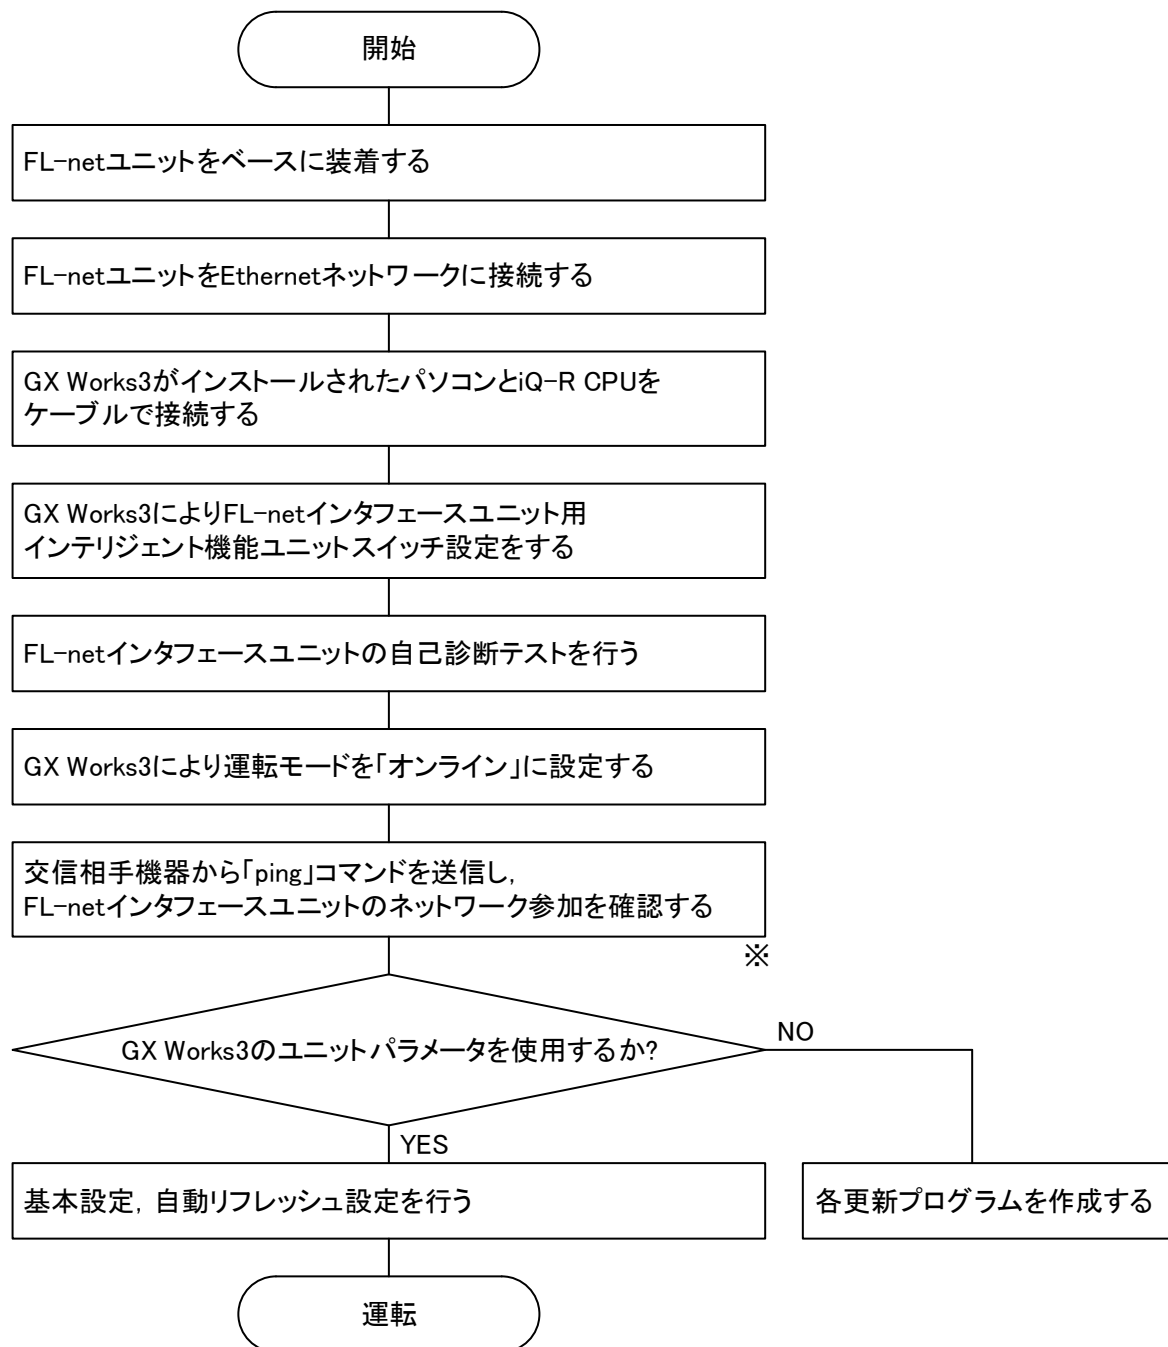 開始
FL-netユニットをベースに装着する
FL-netユニットをEthernetネットワークに接続する
GX Works3がインストールされたパソコンとiQ-R CPUを
ケーブルで接続する
GX Works3によりFL-netインタフェースユニット用
インテリジェント機能ユニットスイッチ設定をする
FL-netインタフェースユニットの自己診断テストを行う
GX Works3により運転モードを「オンライン」に設定する
交信相手機器から「ping」コマンドを送信し,
FL-netインタフェースユニットのネットワーク参加を確認する
※
GX Works3のユニットパラメータを使用するか?
NO
YES
基本設定, 自動リフレッシュ設定を行う
各更新プログラムを作成する
運転